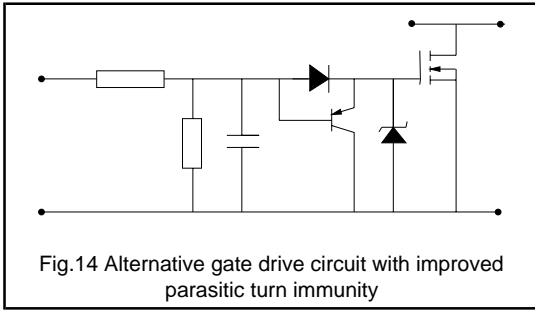 Fig.14 Alternative gate drive circuit with improved
parasitic turn immunity